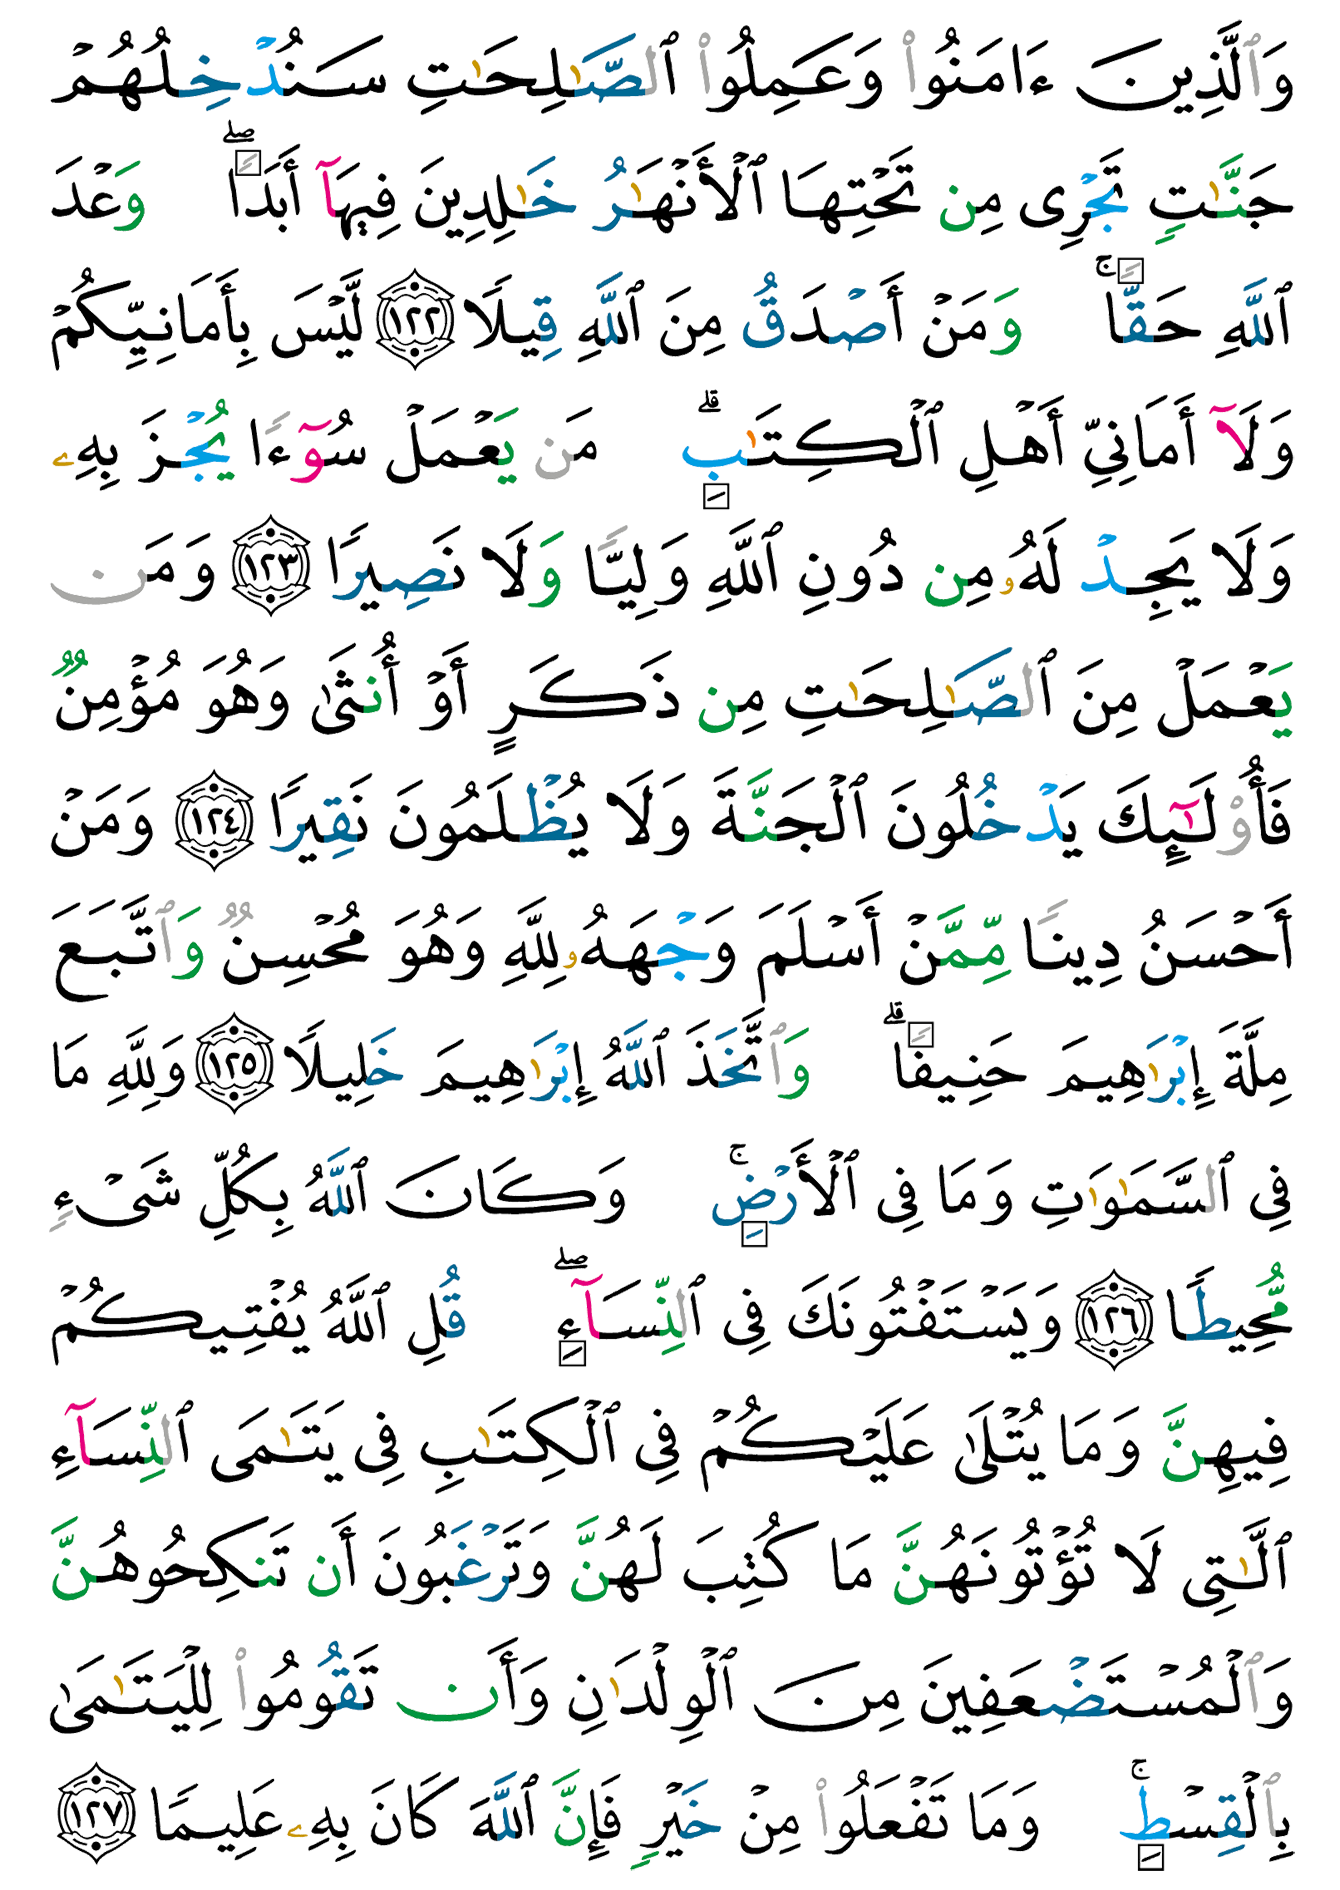 وَٱلَّذِينَ ءَامَنُوا۟ وَعَمِلُوا۟ ٱلصَّـٰلِحَـٰتِ سَنُدْخِلُهُمْ
جَنَّـٰتٍ تَجْرِى مِن تَحْتِهَا ٱلْأَنْهَـٰرُ خَـٰلِدِينَ فِيهَآ أَبَدًا ۖ وَعْدَ
ٱللَّهِ حَقًّا ۚ وَمَنْ أَصْدَقُ مِنَ ٱللَّهِ قِيلًا ١٢٢ لَّيْسَ بِأَمَانِيِّكُمْ
وَلَآ أَمَانِىِّ أَهْلِ ٱلْكِتَـٰبِ ۗ مَن يَعْمَلْ سُوٓءًا يُجْزَ بِهِۦ
وَلَا يَجِدْ لَهُۥ مِن دُونِ ٱللَّهِ وَلِيًّا وَلَا نَصِيرًا ١٢٣ وَمَن
يَعْمَلْ مِنَ ٱلصَّـٰلِحَـٰتِ مِن ذَكَرٍ أَوْ أُنثَىٰ وَهُوَ مُؤْمِنٌ
فَأُو۟لَـٰٓئِكَ يَدْخُلُونَ ٱلْجَنَّةَ وَلَا يُظْلَمُونَ نَقِيرًا ١٢٤ وَمَنْ
أَحْسَنُ دِينًا مِّمَّنْ أَسْلَمَ وَجْهَهُۥ لِلَّهِ وَهُوَ مُحْسِنٌ وَٱتَّبَعَ
مِلَّةَ إِبْرَٰهِيمَ حَنِيفًا ۗ وَٱتَّخَذَ ٱللَّهُ إِبْرَٰهِيمَ خَلِيلًا ١٢٥ وَلِلَّهِ مَا
فِى ٱلسَّمَـٰوَٰتِ وَمَا فِى ٱلْأَرْضِ ۚ وَكَانَ ٱللَّهُ بِكُلِّ شَىْءٍ
مُّحِيطًا ١٢٦ وَيَسْتَفْتُونَكَ فِى ٱلنِّسَآءِ ۖ قُلِ ٱللَّهُ يُفْتِيكُمْ
فِيهِنَّ وَمَا يُتْلَىٰ عَلَيْكُمْ فِى ٱلْكِتَـٰبِ فِى يَتَـٰمَى ٱلنِّسَآءِ
ٱلَّـٰتِى لَا تُؤْتُونَهُنَّ مَا كُتِبَ لَهُنَّ وَتَرْغَبُونَ أَن تَنكِحُوهُنَّ
وَٱلْمُسْتَضْعَفِينَ مِنَ ٱلْوِلْدَٰنِ وَأَن تَقُومُوا۟ لِلْيَتَـٰمَىٰ
بِٱلْقِسْطِ ۚ وَمَا تَفْعَلُوا۟ مِنْ خَيْرٍ فَإِنَّ ٱللَّهَ كَانَ بِهِۦ عَلِيمًا ١٢٧